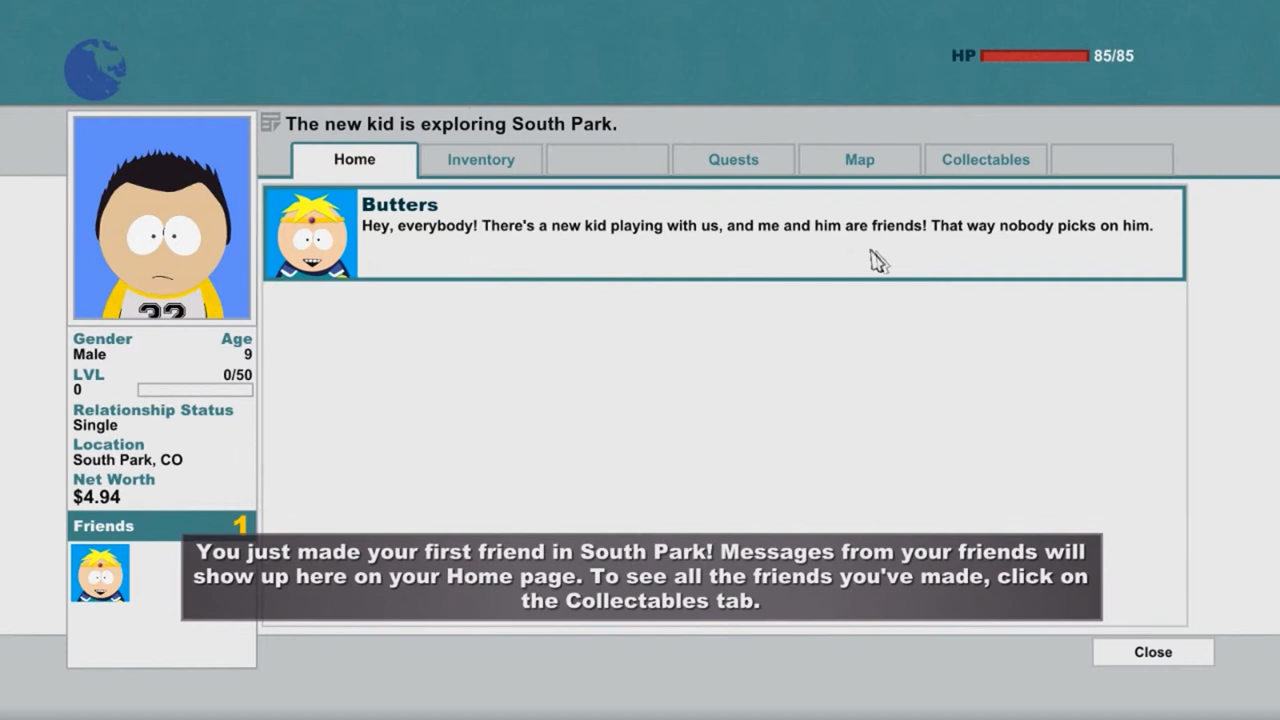 HP 85/85
The new kid is exploring South Park.
Home Inventory Quests Map Collectables
Butters
Hey, everybody! There's a new kid playing with us, and me and him are friends! That way nobody picks on him.
32
Gender Age
Male 9
LVL 0/50
0
Relationship Status
Single
Location
South Park, CO
Net Worth
$4.94
Friends 1
You just made your first friend in South Park! Messages from your friends will
show up here on your Home page. To see all the friends you've made, click on
the Collectables tab.
Close